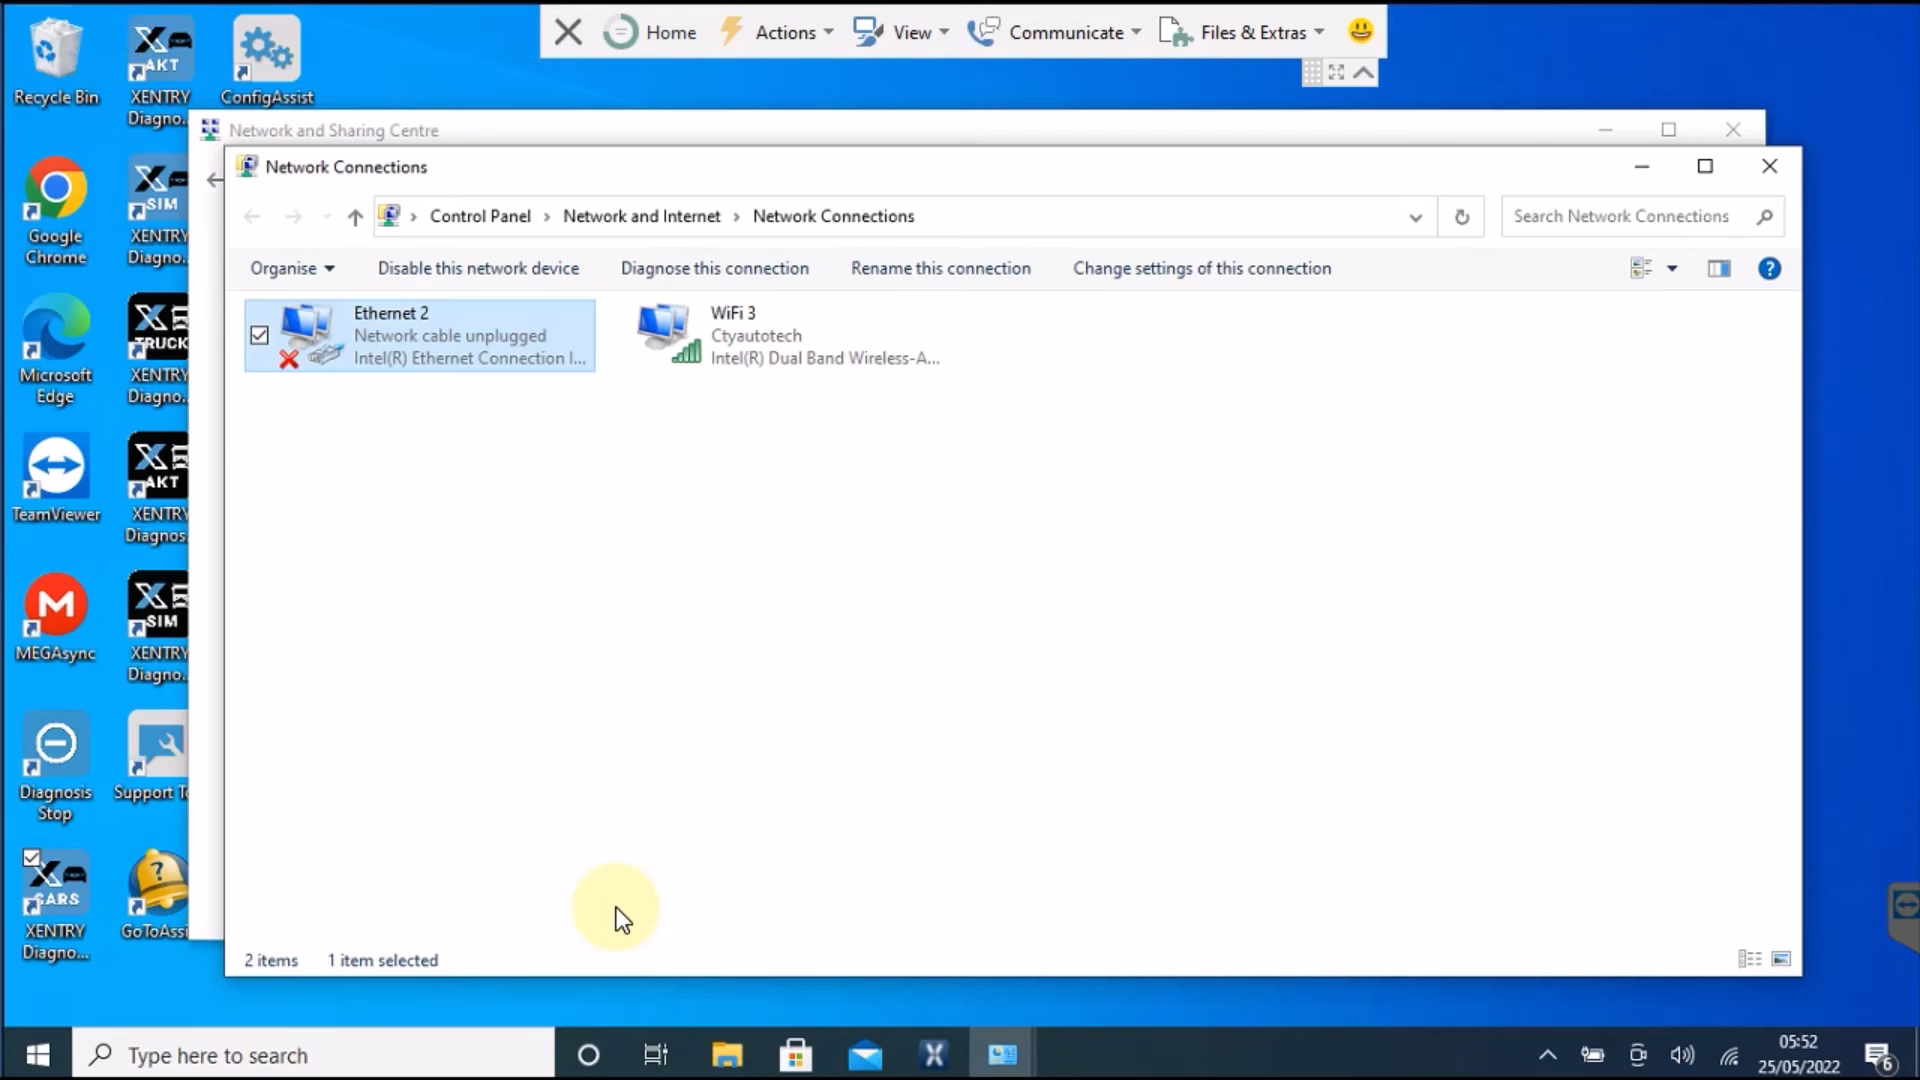 Home Actions View Communicate Files & Extras
Recycle Bin
XENTRY
Diagno...
AKT
ConfigAssist
Network and Sharing Centre
Network Connections
Control Panel Network and Internet Network Connections
Search Network Connections
Organise Disable this network device Diagnose this connection Rename this connection Change settings of this connection
Ethernet 2
Network cable unplugged
Intel(R) Ethernet Connection I...
WiFi 3
Ctyautotech
Intel(R) Dual Band Wireless-A...
Google
Chrome
SIM
XENTRY
Diagno...
Microsoft
Edge
TRUCK
XENTRY
Diagno...
TeamViewer
AKT
XENTRY
Diagnos
MEGAsync
SIM
XENTRY
Diagno...
Diagnosis
Stop
Support To
CARS
XENTRY
Diagno...
GoToAssi
2 items 1 item selected
Type here to search
05:52
25/05/2022
6